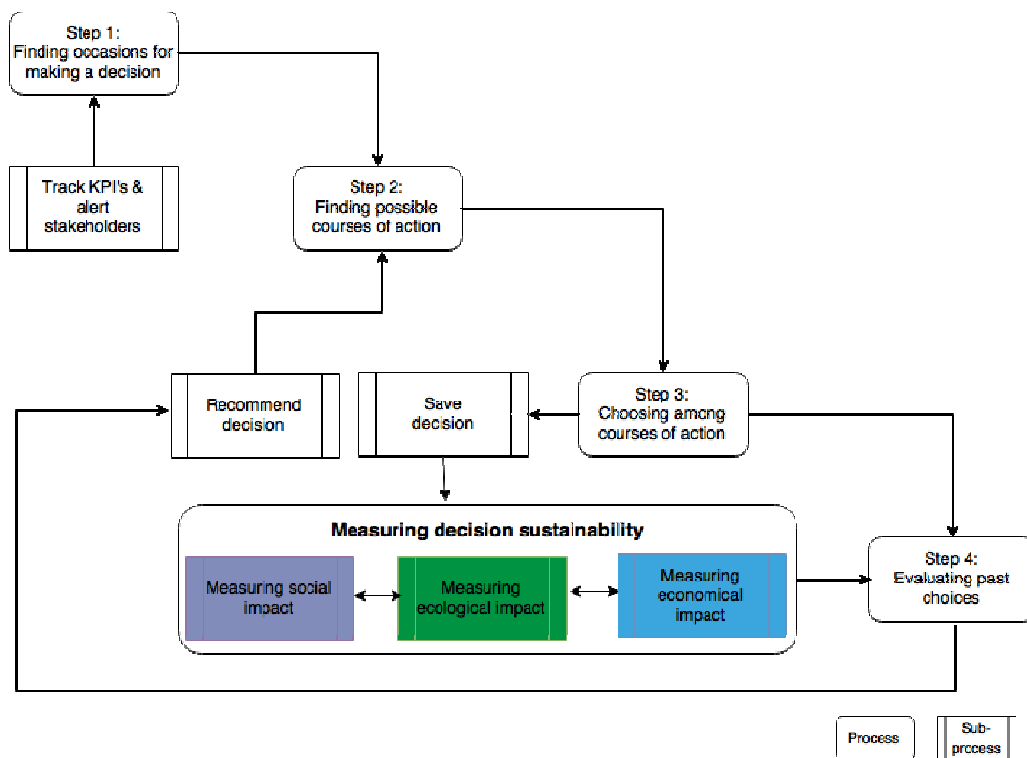 Step 1:
Finding occasions for
making a decision
Track KPI's &
alert
stakeholders
Step 2:
Finding possible
courses of action
Recommend
decision
Save
decision
Step 3:
Choosing among
courses of action
Measuring decision sustainability
Measuring social
impact
Measuring
ecological impact
Measuring
economical
impact
Step 4:
Evaluating past
choices
Process
Sub-
process